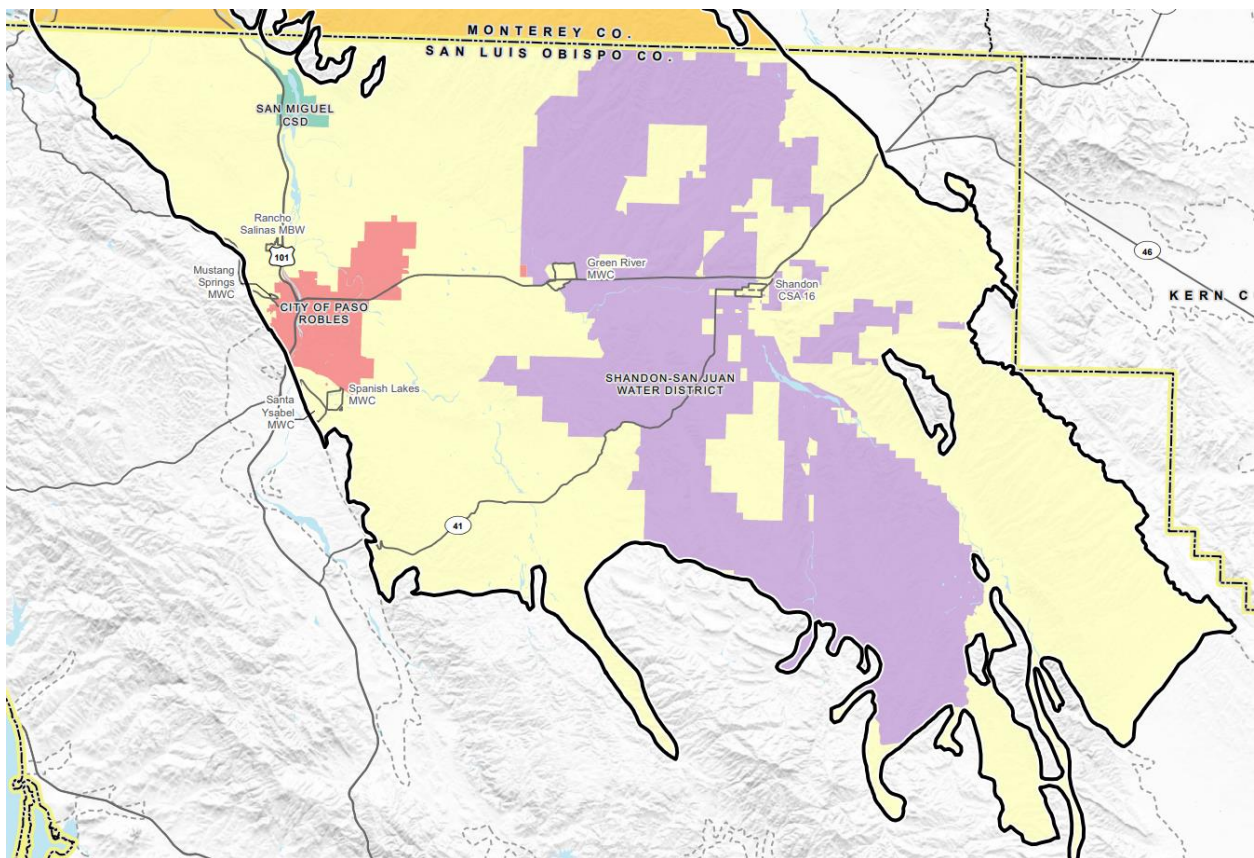 MONTEREY CO.
SAN LUIS OBISPO CO.
SAN MIGUEL
CSD
Rancho
Salinas MBW
101
Mustang
Springs
MWC
CITY OF PASO
ROBLES
Green River
MWC
Shandon
CSA 16
46
KERN C
Spanish Lakes
MWC
Santa
Ysabel
MWC
SHANDON-SAN JUAN
WATER DISTRICT
41